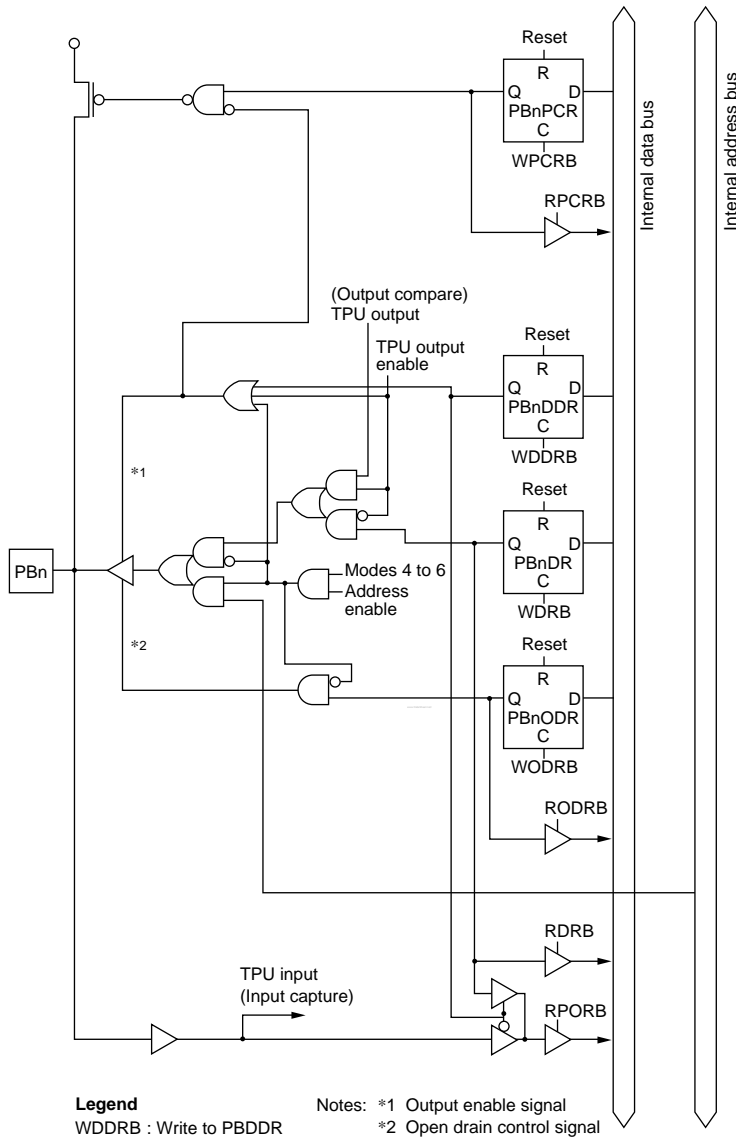 Reset
R
Q D
PBnPCR
C
WPCRB
RPCRB
Internal data bus
Internal address bus
(Output compare)
TPU output
TPU output
enable
Reset
R
Q D
PBnDDR
C
WDDRB
*1
Reset
R
Q D
PBnDR
C
WDRB
PBn
Modes 4 to 6
Address
enable
*2
Reset
R
Q D
PBnODR
C
WODRB
RODRB
RDRB
TPU input
(Input capture)
RPORB
Legend
WDDRB : Write to PBDDR
Notes: *1 Output enable signal
*2 Open drain control signal